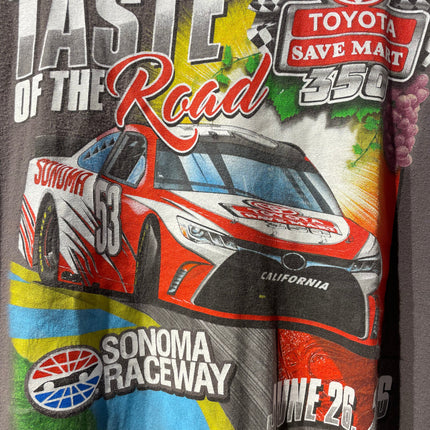 TASTE
OF THE Road
TOYOTA
SAVE MART
350
SONOMA
53
CALIFORNIA
SONOMA
RACEWAY
JUNE 26,